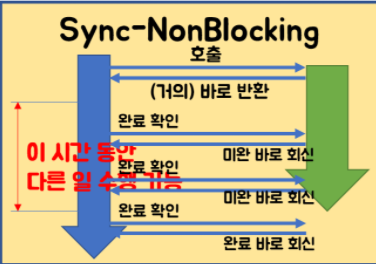 Sync-NonBlocking
호출
(거의) 바로 반환
완료 확인
이 시간 동안
미완 바로 회신
완료 확인
다른 일 수행 가능
미완 바로 회신
완료 확인
완료 바로 회신